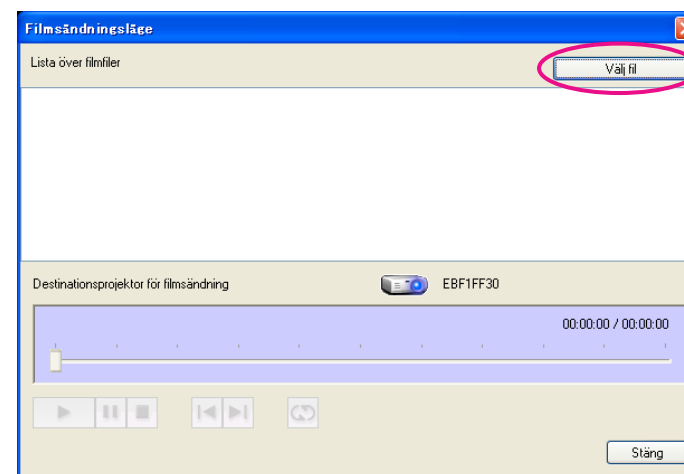 Filmsändningsläge
Lista över filmfiler
Välj fil
Destinationsprojektor för filmsändning
EBF1FF30
00:00:00 / 00:00:00
Stäng